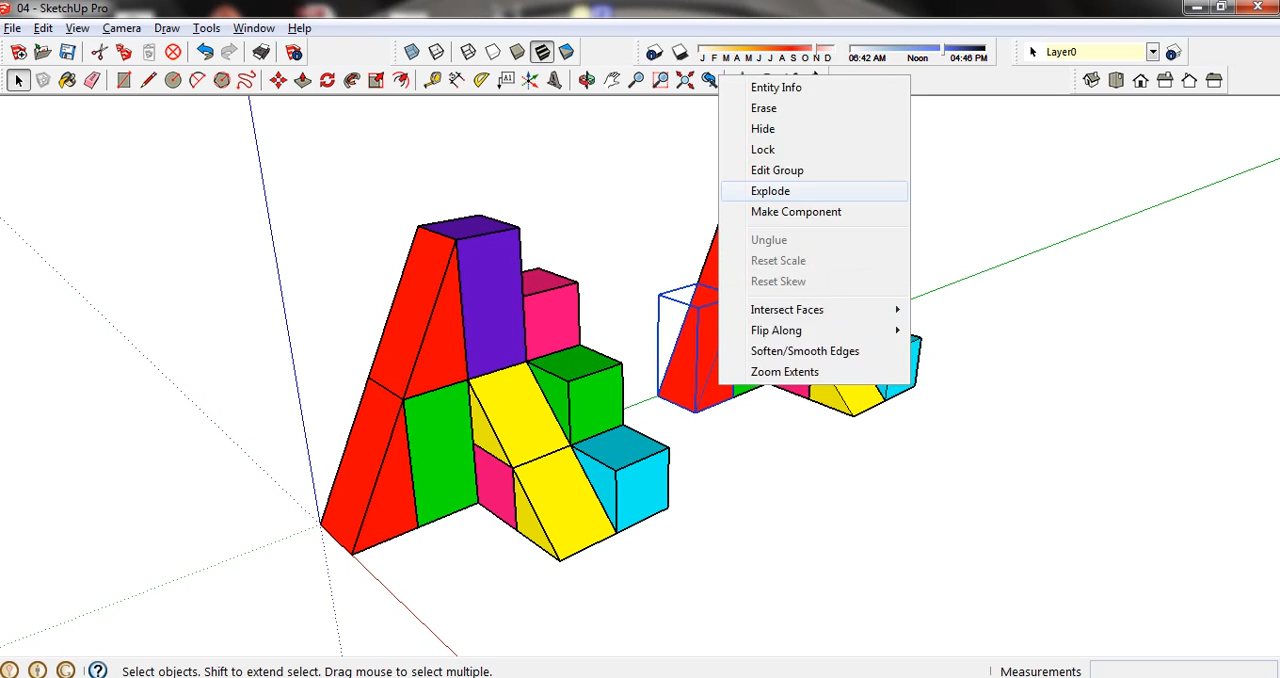 04 - SketchUp Pro
File Edit View Camera Draw Tools Window Help
J F M A M J J A S O N D
06:42 AM Noon 04:46 PM
Layer0
A1
Entity Info
Erase
Hide
Lock
Edit Group
Explode
Make Component
Unglue
Reset Scale
Reset Skew
Intersect Faces
Flip Along
Soften/Smooth Edges
Zoom Extents
Select objects. Shift to extend select. Drag mouse to select multiple.
Measurements